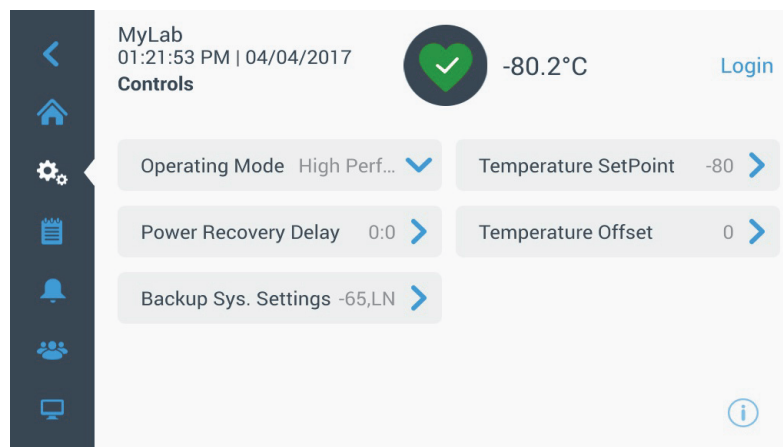 MyLab
01:21:53 PM | 04/04/2017
Controls
-80.2°C
Login
Operating Mode High Perf...
Temperature SetPoint -80
Power Recovery Delay 0:0
Temperature Offset 0
Backup Sys. Settings -65,LN